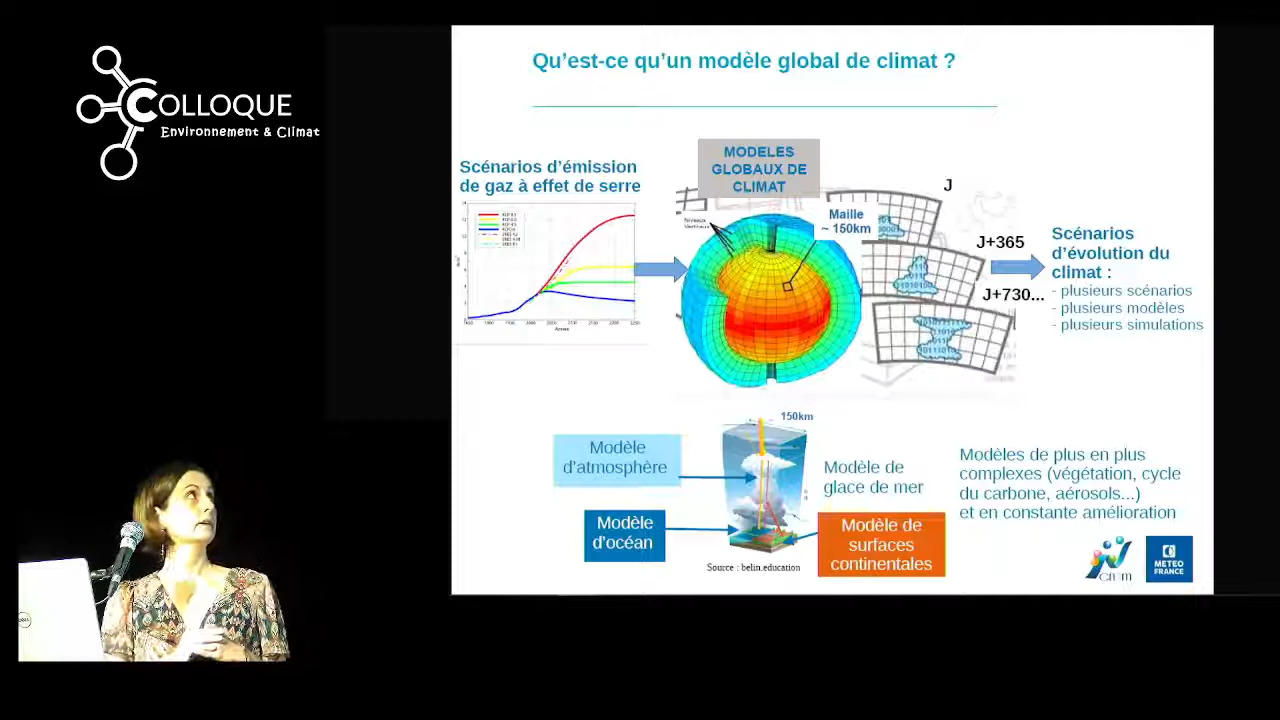 COLLOQUE
Environnement & Climat
Qu’est-ce qu’un modèle global de climat ?
Scénarios d’émission
de gaz à effet de serre
MODELES
GLOBAUX DE
CLIMAT
Niveaux
Verticaux
Maille
~ 150km
J
J+365
J+730...
Scénarios
d’évolution du
climat :
- plusieurs scénarios
- plusieurs modèles
- plusieurs simulations
150km
Modèle
d’atmosphère
Modèle
d’océan
Modèle de
glace de mer
Modèle de
surfaces
continentales
Source : belin.education
Modèles de plus en plus
complexes (végétation, cycle
du carbone, aérosols...)
et en constante amélioration
METEO
FRANCE